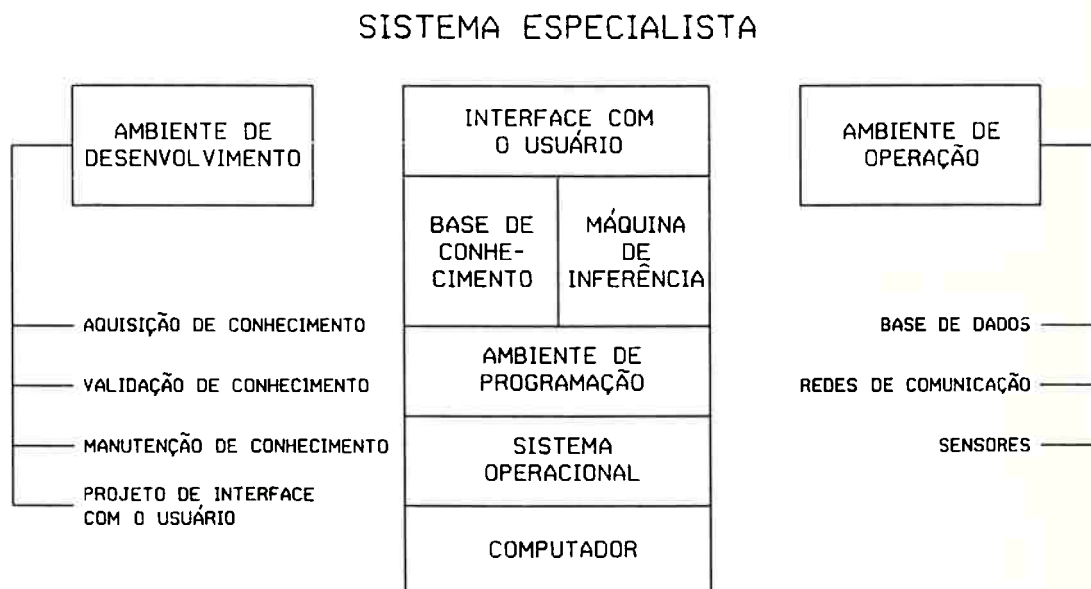 SISTEMA ESPECIALISTA
AMBIENTE DE
DESENVOLVIMENTO
AQUISIÇÃO DE CONHECIMENTO
VALIDAÇÃO DE CONHECIMENTO
MANUTENÇÃO DE CONHECIMENTO
PROJETO DE INTERFACE
COM O USUÁRIO
INTERFACE COM
O USUÁRIO
BASE DE
CONHE-
CIMENTO
MÁQUINA
DE
INFERÊNCIA
AMBIENTE DE
PROGRAMAÇÃO
SISTEMA
OPERACIONAL
COMPUTADOR
AMBIENTE DE
OPERAÇÃO
BASE DE DADOS
REDES DE COMUNICAÇÃO
SENSORES